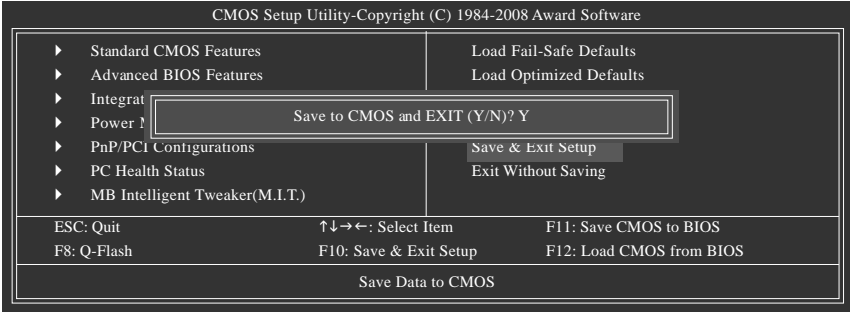 CMOS Setup Utility-Copyright (C) 1984-2008 Award Software
Standard CMOS Features
Load Fail-Safe Defaults
Advanced BIOS Features
Load Optimized Defaults
Save to CMOS and EXIT (Y/N)? Y
PnP/PCI Configurations
Save & Exit Setup
PC Health Status
Exit Without Saving
MB Intelligent Tweaker(M.I.T.)
ESC: Quit
↑↓→←: Select Item
F11: Save CMOS to BIOS
F8: Q-Flash
F10: Save & Exit Setup
F12: Load CMOS from BIOS
Save Data to CMOS